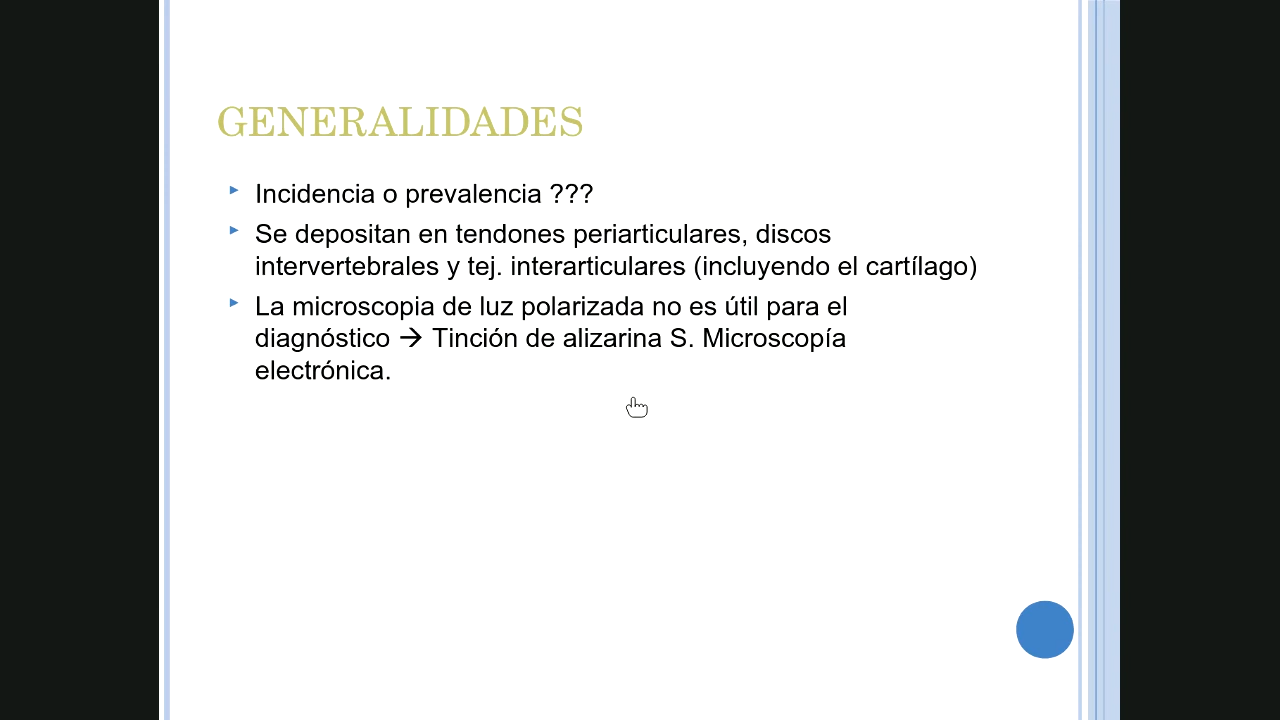 GENERALIDADES
Incidencia o prevalencia ???
Se depositan en tendones periarticulares, discos
intervertebrales y tej. interarticulares (incluyendo el cartílago)
La microscopia de luz polarizada no es útil para el
diagnóstico → Tinción de alizarina S. Microscopía
electrónica.